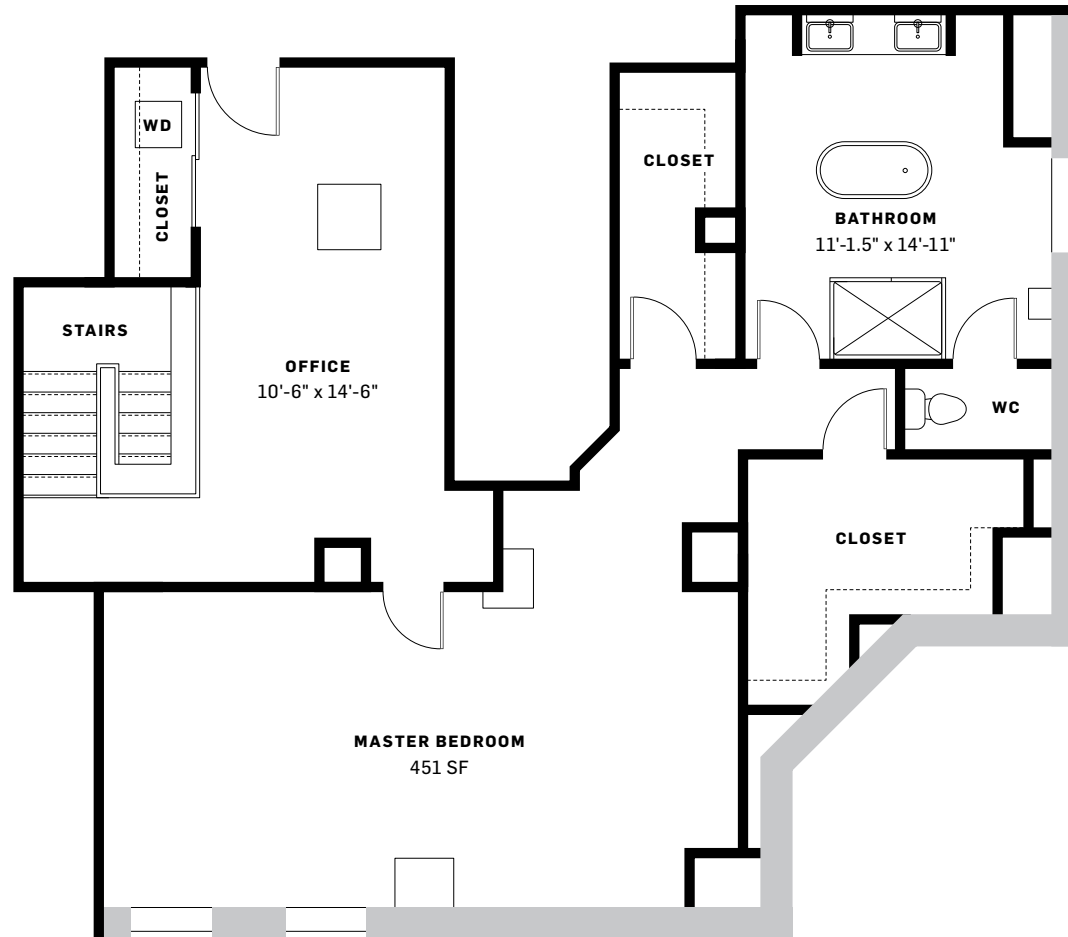 WD
CLOSET
CLOSET
BATHROOM
11'-1.5" x 14'-11"
STAIRS
OFFICE
10'-6" x 14'-6"
WC
CLOSET
MASTER BEDROOM
451 SF